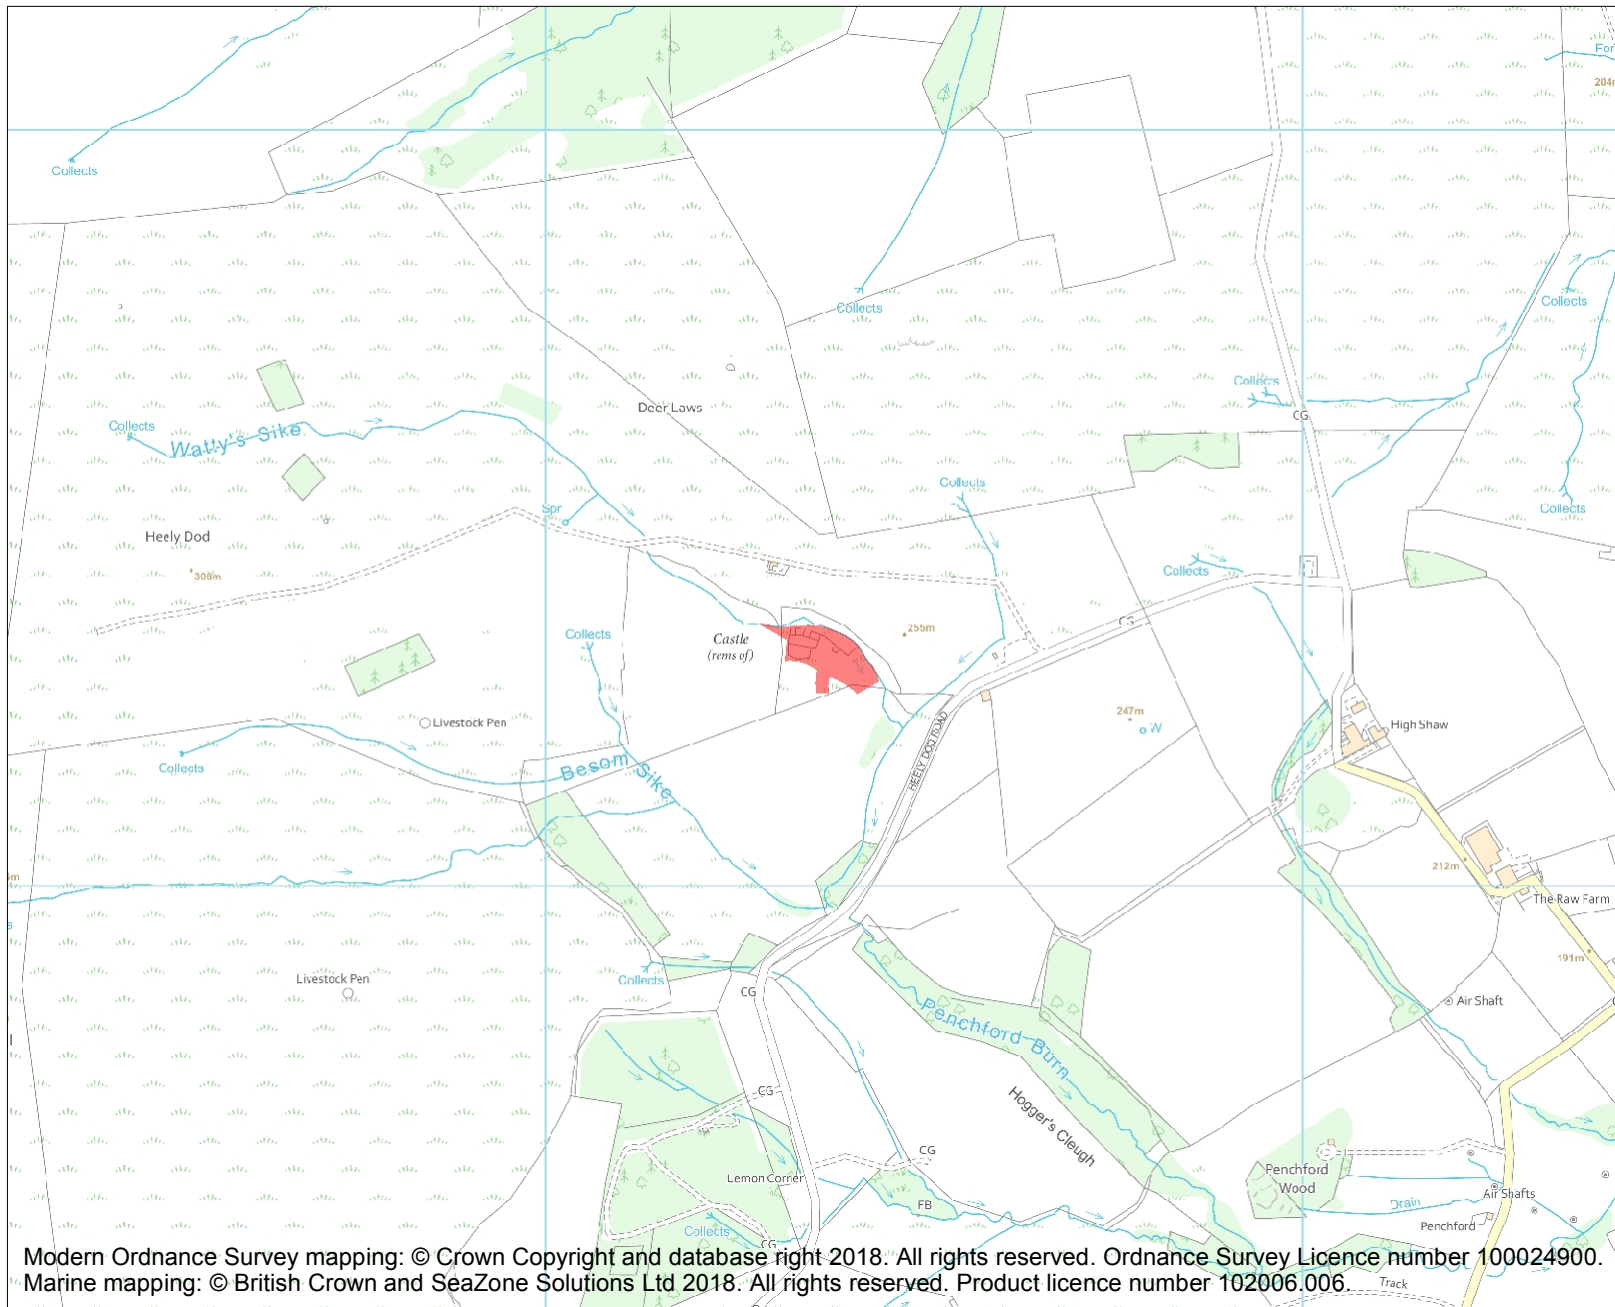 For
204m
Collects
Collects
Collects
Collects
Deer Laws
CG
Collects
Watty's Sike
Collects
Spr
Collects
Heely Dod
308m
Collects
CG
255m
Collects
Castle
(rems of)
247m
W
Livestock Pen
High Shaw
HEELY DOD ROAD
Collects
Besom Sike
212m
The Raw Farm
191m
Livestock Pen
Collects
CG
Air Shaft
Penchford Burn
CG
Hogger's Cleugh
CG
Lemon Corner
Penchford
Wood
FB
Air Shafts
Drain
Penchford
Collects
CG
Modern Ordnance Survey mapping: © Crown Copyright and database right 2018. All rights reserved. Ordnance Survey Licence number 100024900.
Marine mapping: © British Crown and SeaZone Solutions Ltd 2018. All rights reserved. Product licence number 102006.006.
Track